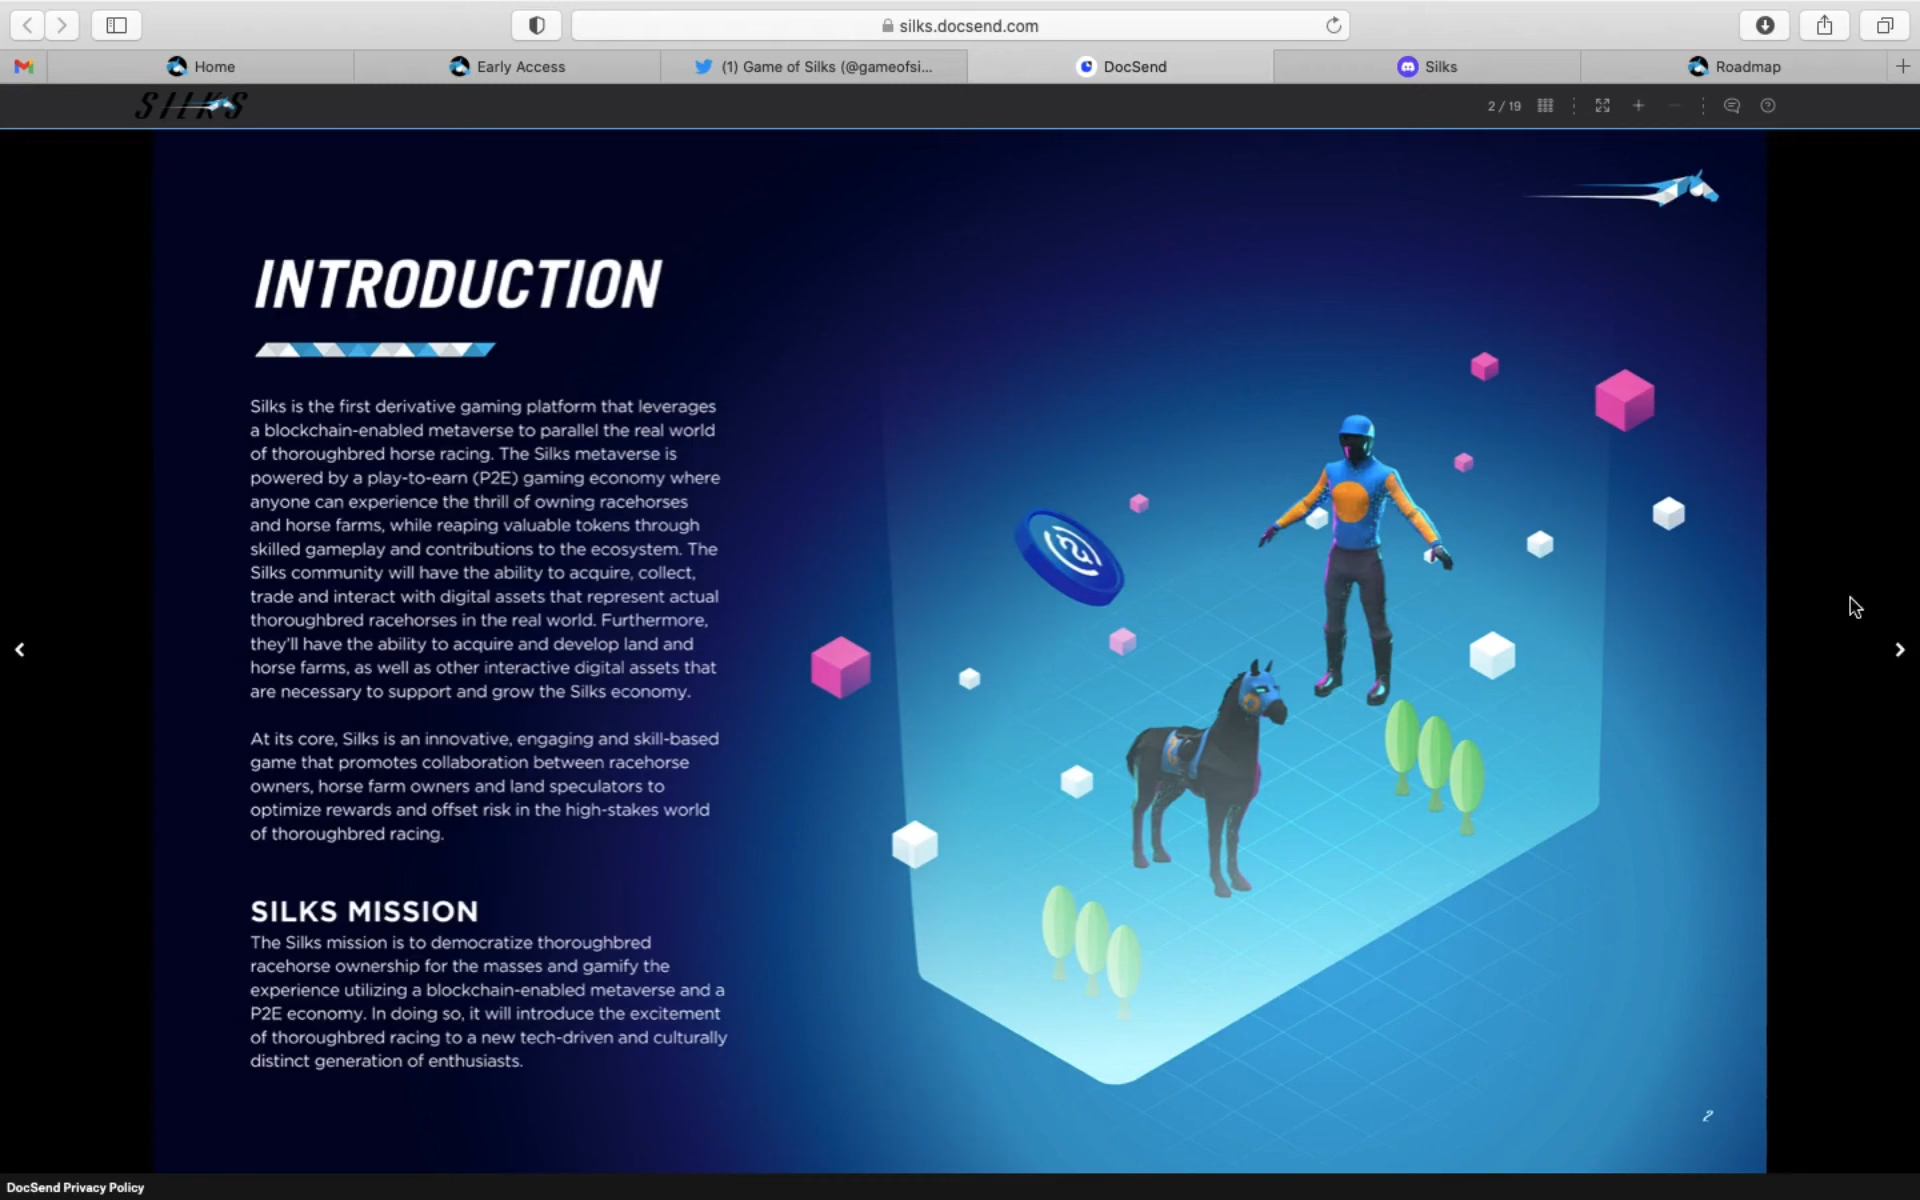 silks.docsend.com
Home
Early Access
(1) Game of Silks (@gameofsi...
DocSend
Silks
Roadmap
SILKS
2 / 19
INTRODUCTION
Silks is the first derivative gaming platform that leverages
a blockchain-enabled metaverse to parallel the real world
of thoroughbred horse racing. The Silks metaverse is
powered by a play-to-earn (P2E) gaming economy where
anyone can experience the thrill of owning racehorses
and horse farms, while reaping valuable tokens through
skilled gameplay and contributions to the ecosystem. The
Silks community will have the ability to acquire, collect,
trade and interact with digital assets that represent actual
thoroughbred racehorses in the real world. Furthermore,
they'll have the ability to acquire and develop land and
horse farms, as well as other interactive digital assets that
are necessary to support and grow the Silks economy.
At its core, Silks is an innovative, engaging and skill-based
game that promotes collaboration between racehorse
owners, horse farm owners and land speculators to
optimize rewards and offset risk in the high-stakes world
of thoroughbred racing.
SILKS MISSION
The Silks mission is to democratize thoroughbred
racehorse ownership for the masses and gamify the
experience utilizing a blockchain-enabled metaverse and a
P2E economy. In doing so, it will introduce the excitement
of thoroughbred racing to a new tech-driven and culturally
distinct generation of enthusiasts.
2
DocSend Privacy Policy